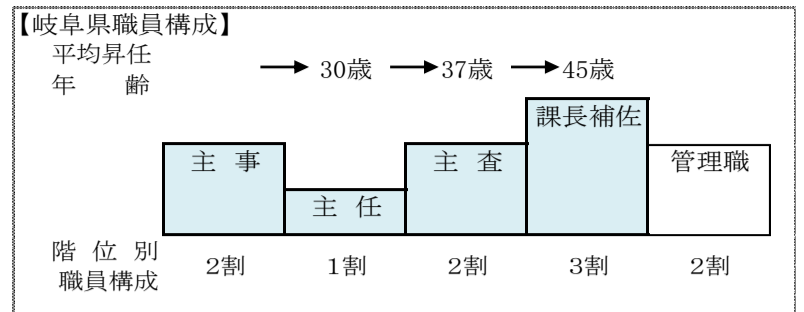 【岐阜県職員構成】
平均昇任
年　　齢
30歳
37歳
45歳
課長補佐
主　事
主　査
管理職
主　任
階 位 別
職員構成
2割
1割
2割
3割
2割